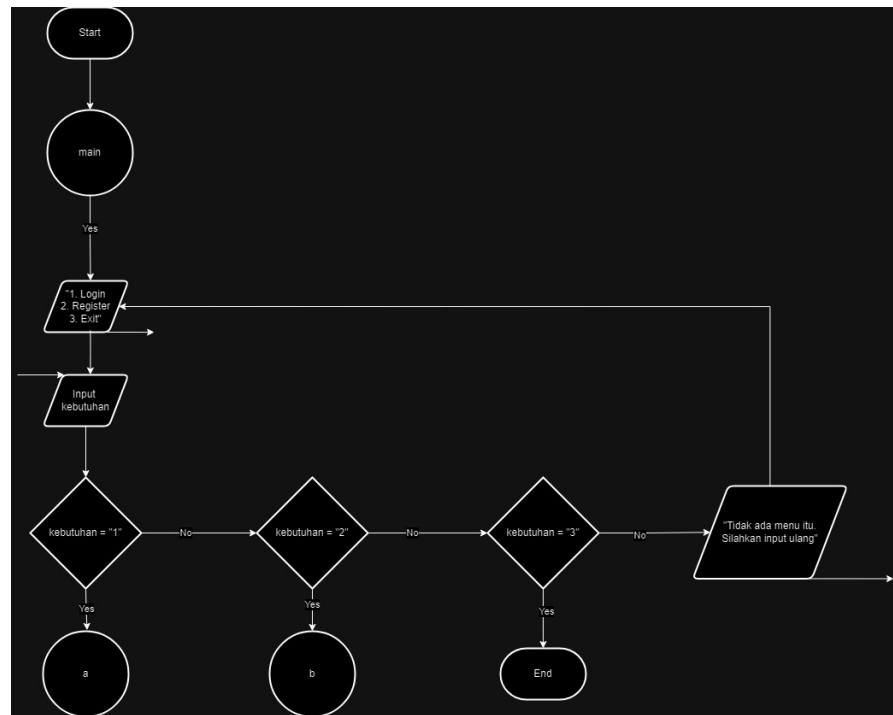 Start
main
Yes
"1. Login
2. Register
3. Exit"
Input
kebutuhan
kebutuhan = "1"
No
kebutuhan = "2"
No
kebutuhan = "3"
No
"Tidak ada menu itu.
Silahkan input ulang"
Yes
Yes
Yes
a
b
End